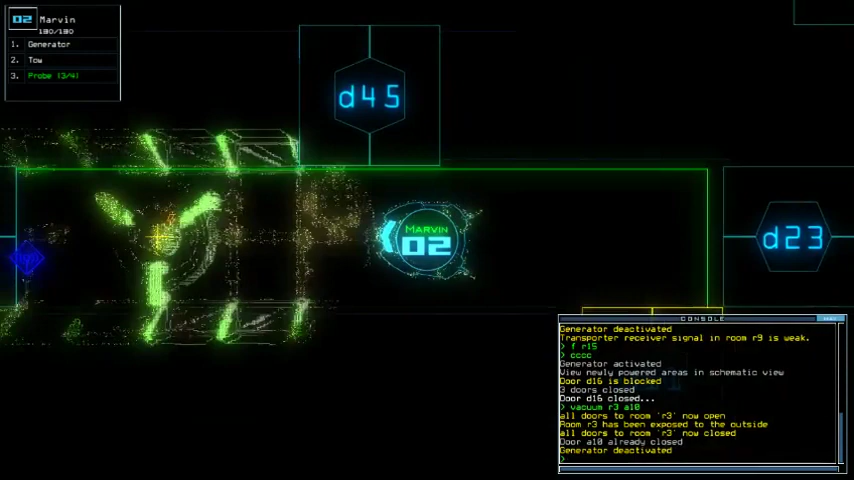 02 Marvin
180/180
1. Generator
2. Tow
3. Probe (3/4)
d45
d23
MARVIN
02
CONSOLE
Generator deactivated
Transporter receiver signal in room r9 is weak.
> f r15
> cccc
Generator activated
View newly powered areas in schematic view
Door d16 is blocked
3 doors closed
Door d16 closed...
> vacuum r3 a10
all doors to room 'r3' now open
Room r3 has been exposed to the outside
all doors to room 'r3' now closed
Door a10 already closed
Generator deactivated
>